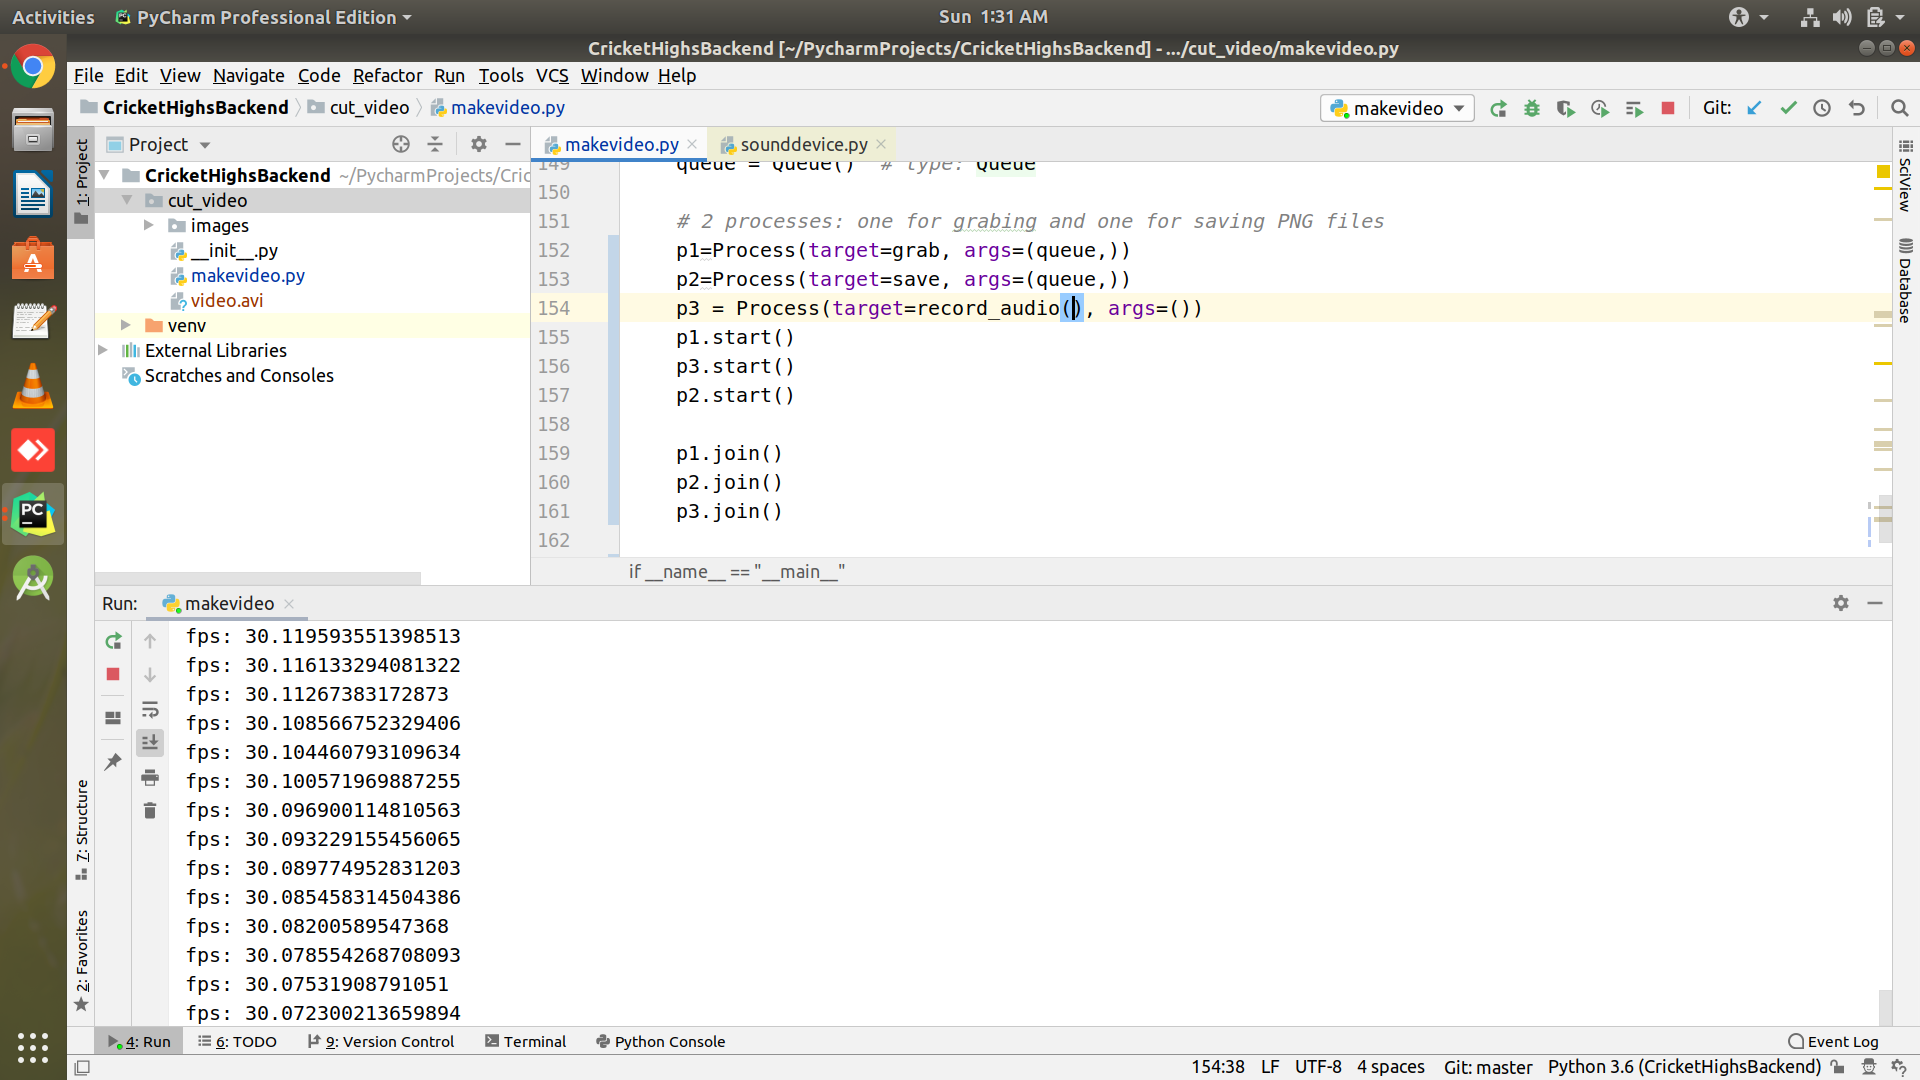 Activities PyCharm Professional Edition Sun 1:31 AM
CricketHighsBackend [~/PycharmProjects/CricketHighsBackend] - .../cut_video/makevideo.py
File Edit View Navigate Code Refactor Run Tools VCS Window Help
CricketHighsBackend cut_video makevideo.py makevideo Git:
1: Project
Project
CricketHighsBackend ~/PycharmProjects/Cric
cut_video
images
__init__.py
makevideo.py
video.avi
venv
External Libraries
Scratches and Consoles
makevideo.py sounddevice.py
149 queue = Queue() # type: Queue
150
151 # 2 processes: one for grabing and one for saving PNG files
152 p1=Process(target=grab, args=(queue,))
153 p2=Process(target=save, args=(queue,))
154 p3 = Process(target=record_audio(), args=())
155 p1.start()
156 p3.start()
157 p2.start()
158
159 p1.join()
160 p2.join()
161 p3.join()
162
if __name__ == "__main__"
SciView
Database
Run: makevideo
fps: 30.119593551398513
fps: 30.116133294081322
fps: 30.11267383172873
fps: 30.108566752329406
fps: 30.104460793109634
fps: 30.100571969887255
fps: 30.096900114810563
fps: 30.093229155456065
fps: 30.089774952831203
fps: 30.085458314504386
fps: 30.08200589547368
fps: 30.078554268708093
fps: 30.07531908791051
fps: 30.072300213659894
7: Structure
2: Favorites
4: Run 6: TODO 9: Version Control Terminal Python Console Event Log
154:38 LF UTF-8 4 spaces Git: master Python 3.6 (CricketHighsBackend)
PC